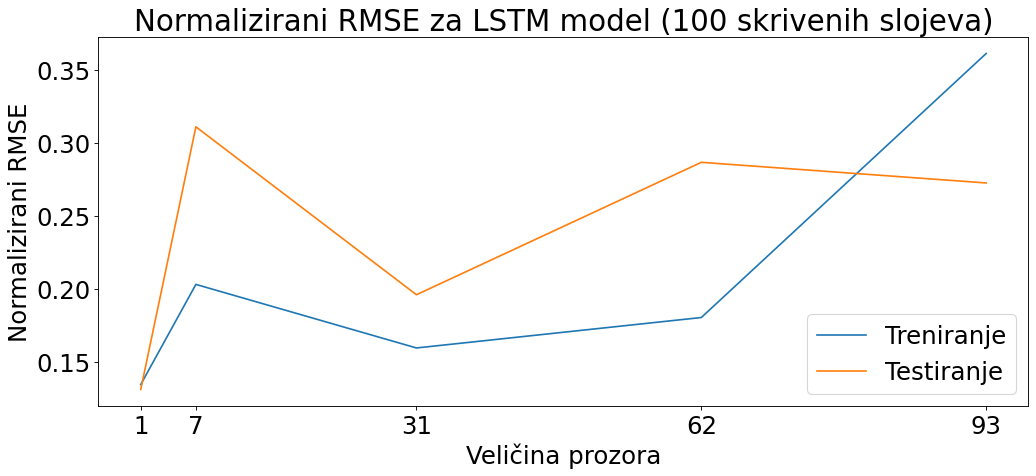 Normalizirani RMSE za LSTM model (100 skrivenih slojeva)
Normalizirani RMSE
0.35
0.30
0.25
0.20
0.15
Treniranje
Testiranje
1 7 31 62 93
Veličina prozora